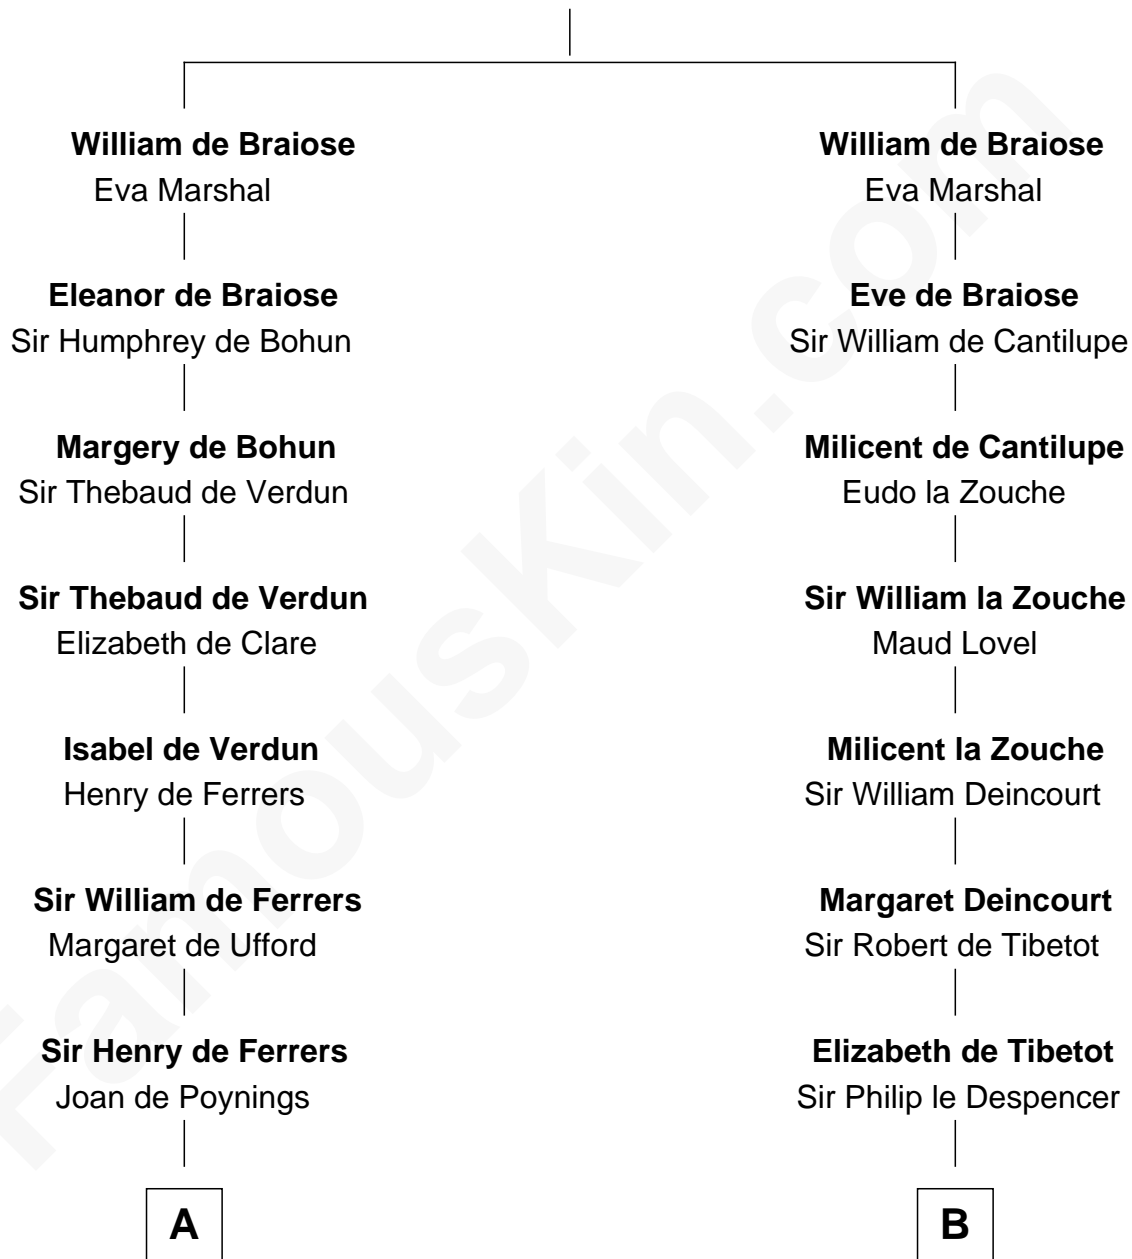 William de Braiose
Eva Marshal
Eleanor de Braiose
Sir Humphrey de Bohun
Margery de Bohun
Sir Thebaud de Verdun
Sir Thebaud de Verdun
Elizabeth de Clare
Isabel de Verdun
Henry de Ferrers
Sir William de Ferrers
Margaret de Ufford
Sir Henry de Ferrers
Joan de Poynings
A
William de Braiose
Eva Marshal
Eve de Braiose
Sir William de Cantilupe
Milicent de Cantilupe
Eudo la Zouche
Sir William la Zouche
Maud Lovel
Milicent la Zouche
Sir William Deincourt
Margaret Deincourt
Sir Robert de Tibetot
Elizabeth de Tibetot
Sir Philip le Despencer
B
FamousKin.com